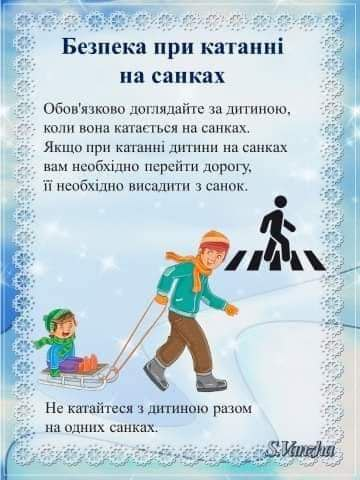 Безпека при катанні
на санках
Обов'язково доглядайте за дитиною,
коли вона катається на санках.
Якщо при катанні дитини на санках
вам необхідно перейти дорогу,
її необхідно висадити з санок.
Не катайтеся з дитиною разом
на одних санках.
S.Vanzha